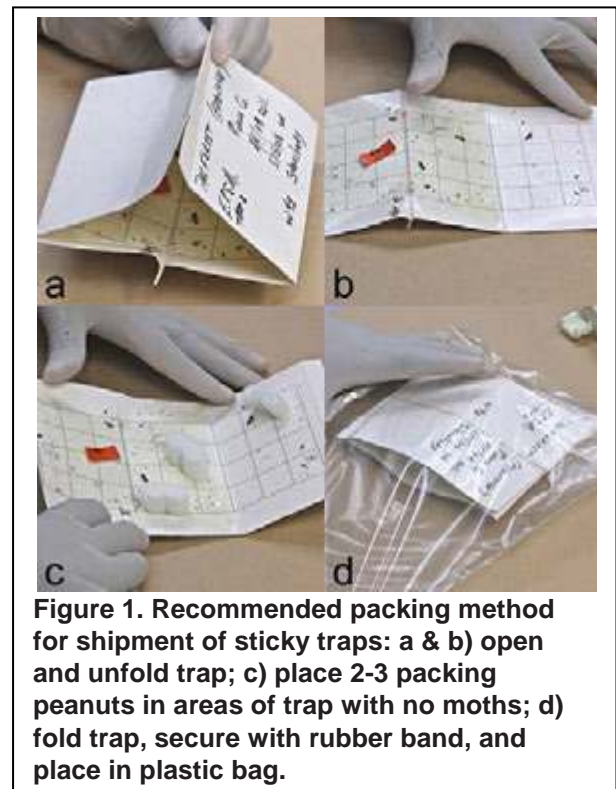 a
b
c
d
Figure 1. Recommended packing method
for shipment of sticky traps: a & b) open
and unfold trap; c) place 2-3 packing
peanuts in areas of trap with no moths; d)
fold trap, secure with rubber band, and
place in plastic bag.